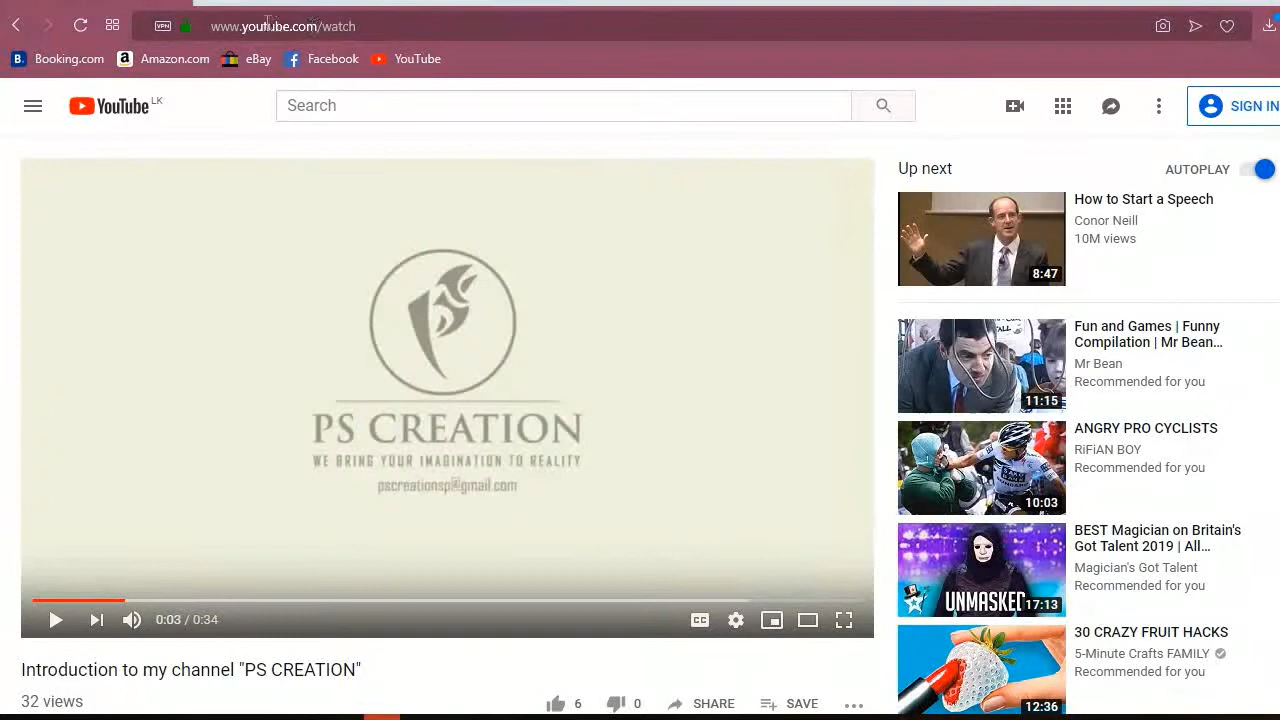 VPN
www.youtube.com/watch
B. Booking.com
a Amazon.com
eBay
f Facebook
YouTube
YouTube LK
Search
SIGN IN
PS CREATION
WE BRING YOUR IMAGINATION TO REALITY
pscreationsp@gmail.com
0:03 / 0:34
CC
Introduction to my channel "PS CREATION"
32 views
6
0
SHARE
SAVE
Up next
AUTOPLAY
8:47
How to Start a Speech
Conor Neill
10M views
11:15
Fun and Games | Funny
Compilation | Mr Bean...
Mr Bean
Recommended for you
10:03
ANGRY PRO CYCLISTS
RiFiAN BOY
Recommended for you
UNMASKED
17:13
BEST Magician on Britain's
Got Talent 2019 | All...
Magician's Got Talent
Recommended for you
12:36
30 CRAZY FRUIT HACKS
5-Minute Crafts FAMILY
Recommended for you